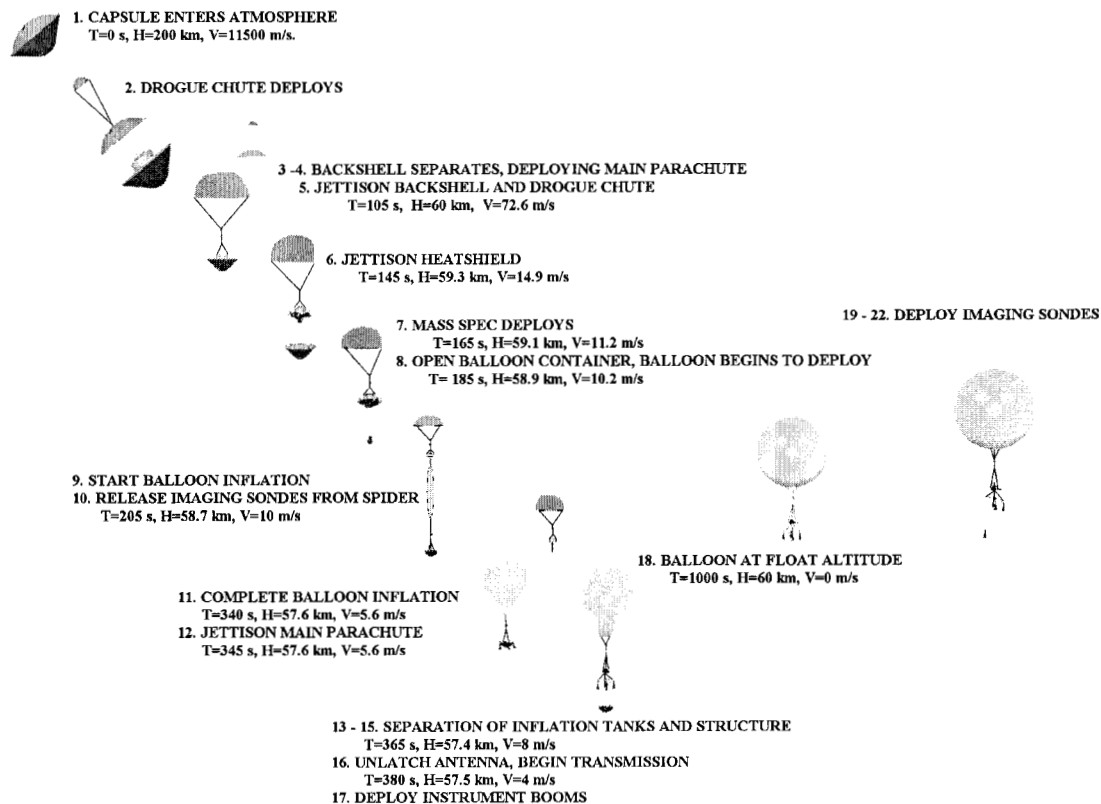 1. CAPSULE ENTERS ATMOSPHERE
T=0 s, H=200 km, V=11500 m/s.
2. DROGUE CHUTE DEPLOYS
3 -4. BACKSHELL SEPARATES, DEPLOYING MAIN PARACHUTE
5. JETTISON BACKSHELL AND DROGUE CHUTE
T=105 s, H=60 km, V=72.6 m/s
6. JETTISON HEATSHIELD
T=145 s, H=59.3 km, V=14.9 m/s
7. MASS SPEC DEPLOYS
T=165 s, H=59.1 km, V=11.2 m/s
8. OPEN BALLOON CONTAINER, BALLOON BEGINS TO DEPLOY
T= 185 s, H=58.9 km, V=10.2 m/s
9. START BALLOON INFLATION
10. RELEASE IMAGING SONDES FROM SPIDER
T=205 s, H=58.7 km, V=10 m/s
11. COMPLETE BALLOON INFLATION
T=340 s, H=57.6 km, V=5.6 m/s
12. JETTISON MAIN PARACHUTE
T=345 s, H=57.6 km, V=5.6 m/s
13 - 15. SEPARATION OF INFLATION TANKS AND STRUCTURE
T=365 s, H=57.4 km, V=8 m/s
16. UNLATCH ANTENNA, BEGIN TRANSMISSION
T=380 s, H=57.5 km, V=4 m/s
17. DEPLOY INSTRUMENT BOOMS
18. BALLOON AT FLOAT ALTITUDE
T=1000 s, H=60 km, V=0 m/s
19 - 22. DEPLOY IMAGING SONDES